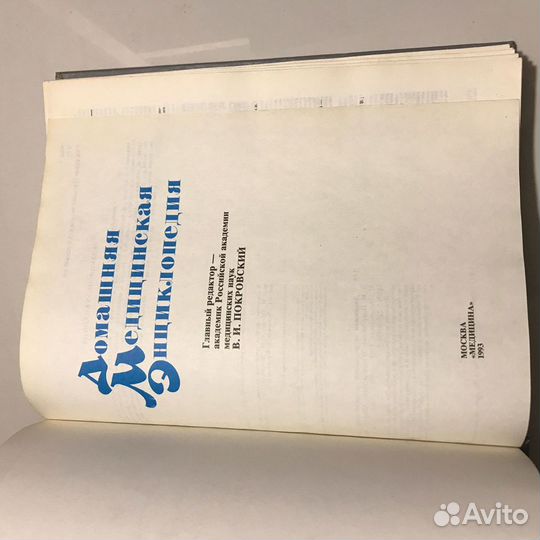 Домашняя
Медицинская
Энциклопедия
Главный редактор —
академик Российской академии
медицинских наук
В. И. ПОКРОВСКИЙ
МОСКВА
«МЕДИЦИНА»
1993
Avito